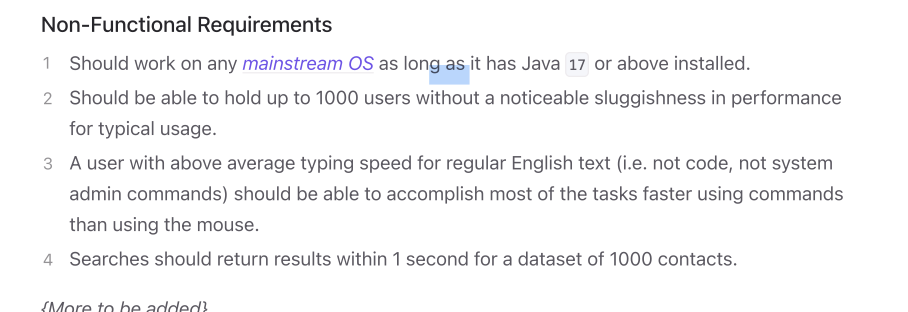 Non-Functional Requirements
1 Should work on any mainstream OS as long as it has Java 17 or above installed.
2 Should be able to hold up to 1000 users without a noticeable sluggishness in performance
for typical usage.
3 A user with above average typing speed for regular English text (i.e. not code, not system
admin commands) should be able to accomplish most of the tasks faster using commands
than using the mouse.
4 Searches should return results within 1 second for a dataset of 1000 contacts.
{More to be added}